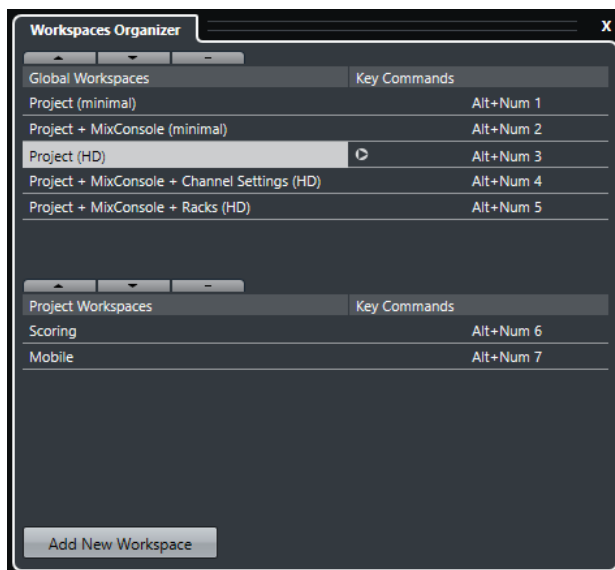 Workspaces Organizer X
Global Workspaces Key Commands
Project (minimal) Alt+Num 1
Project + MixConsole (minimal) Alt+Num 2
Project (HD) Alt+Num 3
Project + MixConsole + Channel Settings (HD) Alt+Num 4
Project + MixConsole + Racks (HD) Alt+Num 5
Project Workspaces Key Commands
Scoring Alt+Num 6
Mobile Alt+Num 7
Add New Workspace